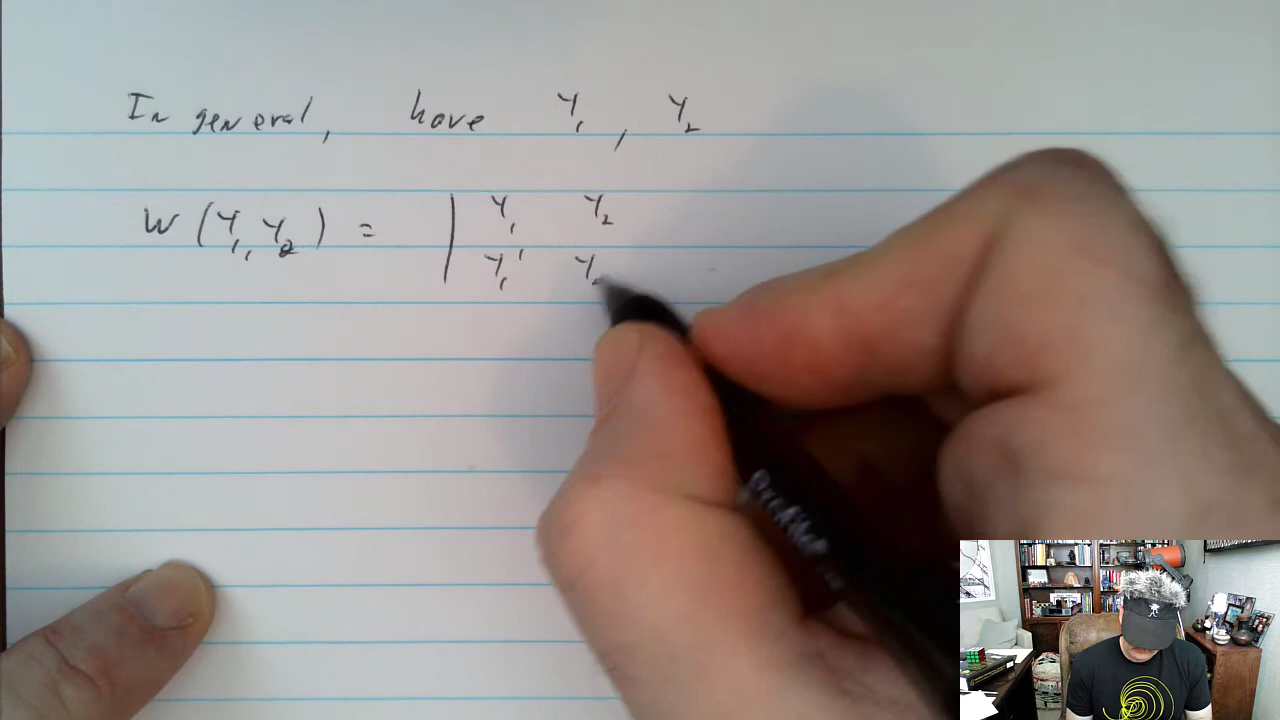 In general, have Y₁, Y₂
W (Y₁, Y₂) = | Y₁ Y₂
Y₁' Y₂